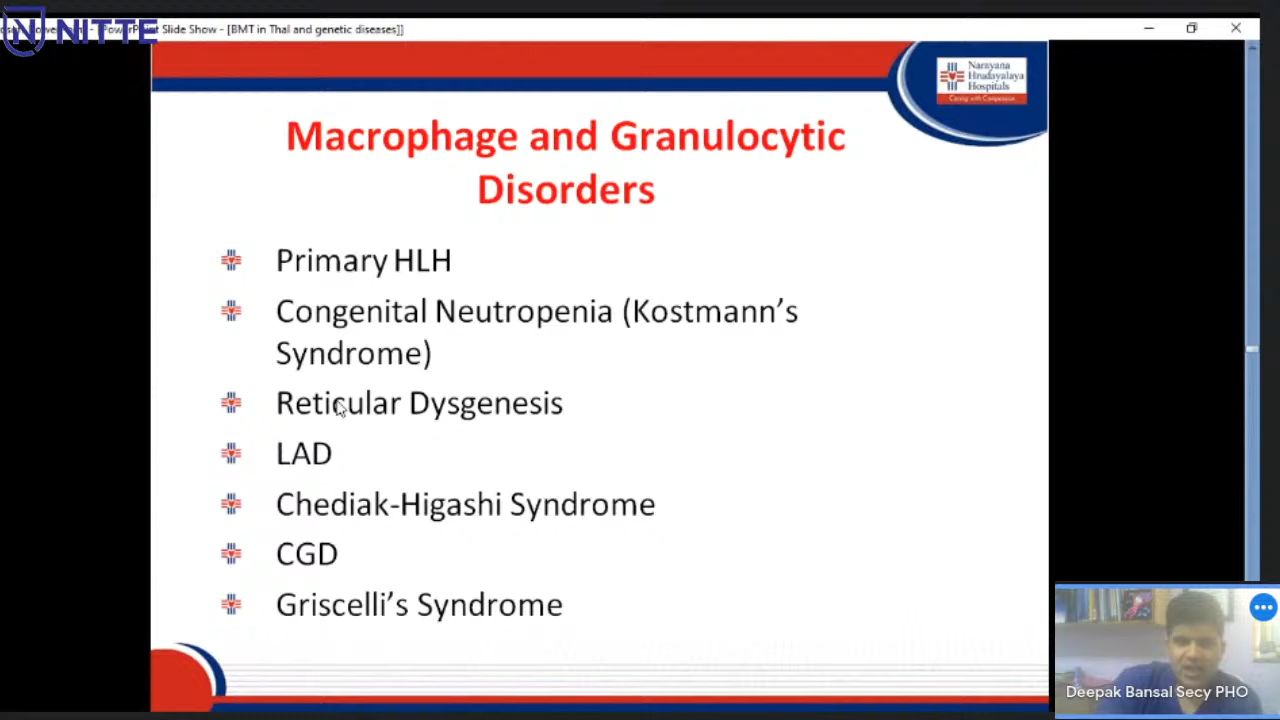 NITTE
PowerPoint Slide Show - [BMT in Thal and genetic diseases]]
Narayana
Hrudayalaya
Hospitals
Caring with Compassion
Macrophage and Granulocytic
Disorders
Primary HLH
Congenital Neutropenia (Kostmann’s
Syndrome)
Reticular Dysgenesis
LAD
Chediak-Higashi Syndrome
CGD
Griscelli’s Syndrome
Deepak Bansal Secy PHO